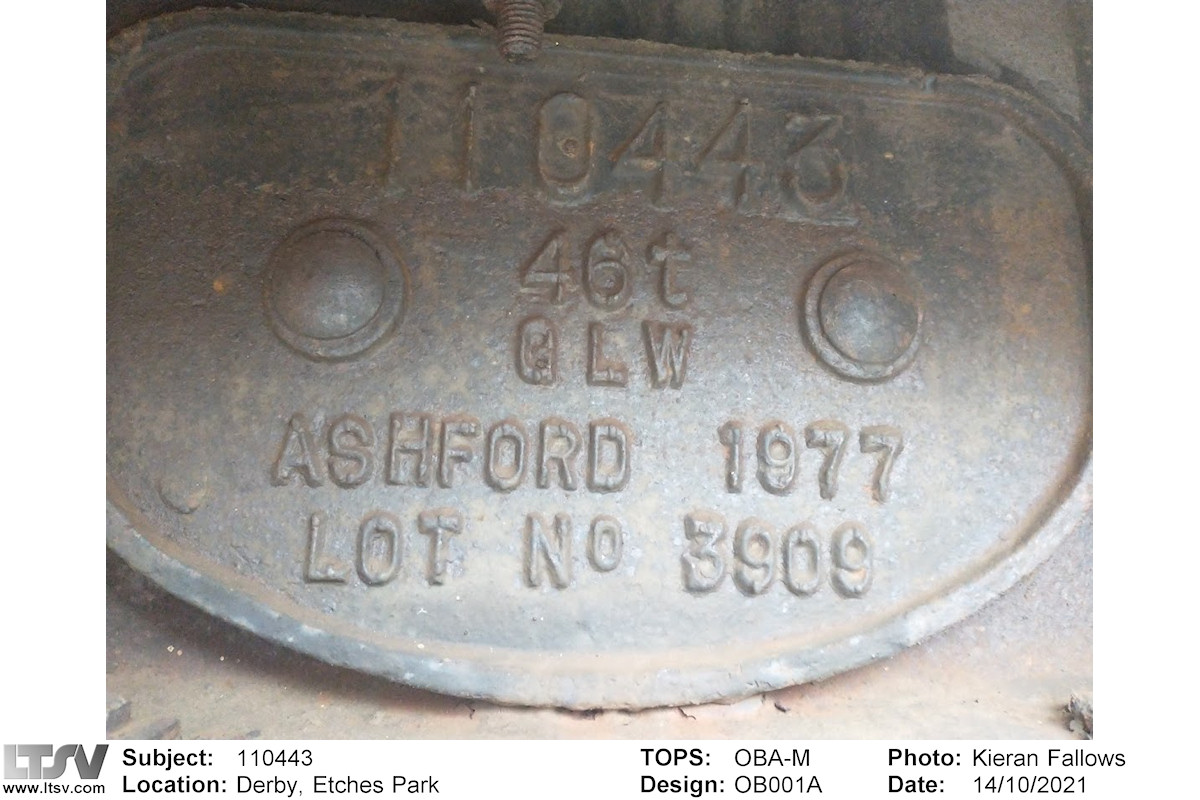 110443
46t
GLW
ASHFORD 1977
LOT No 3909
LTSV
www.ltsv.com
Subject: 110443
Location: Derby, Etches Park
TOPS: OBA-M
Design: OB001A
Photo: Kieran Fallows
Date: 14/10/2021